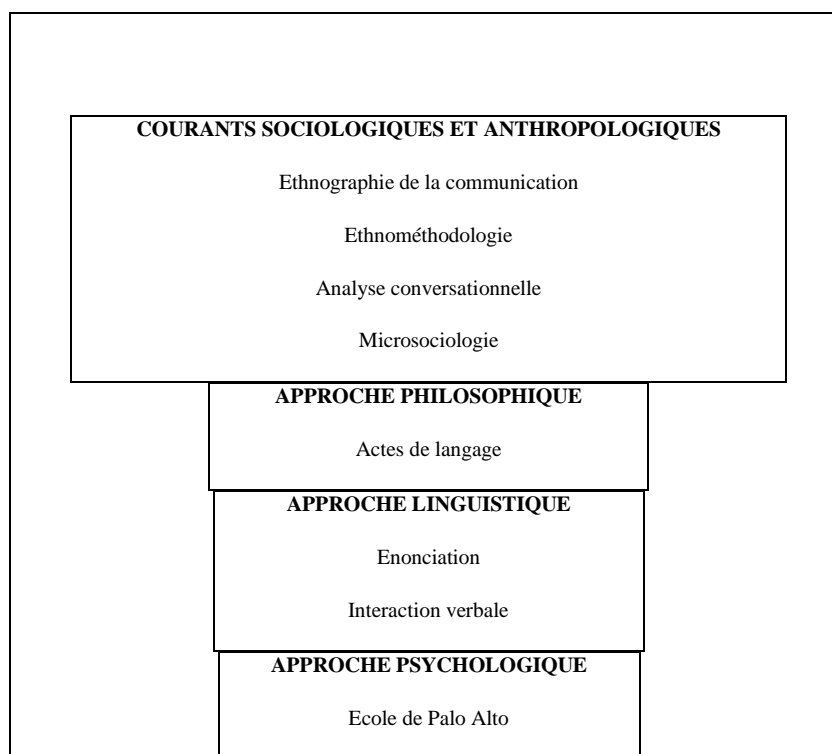 COURANTS SOCIOLOGIQUES ET ANTHROPOLOGIQUES
Ethnographie de la communication
Ethnométhodologie
Analyse conversationnelle
Microsociologie
APPROCHE PHILOSOPHIQUE
Actes de langage
APPROCHE LINGUISTIQUE
Enonciation
Interaction verbale
APPROCHE PSYCHOLOGIQUE
Ecole de Palo Alto